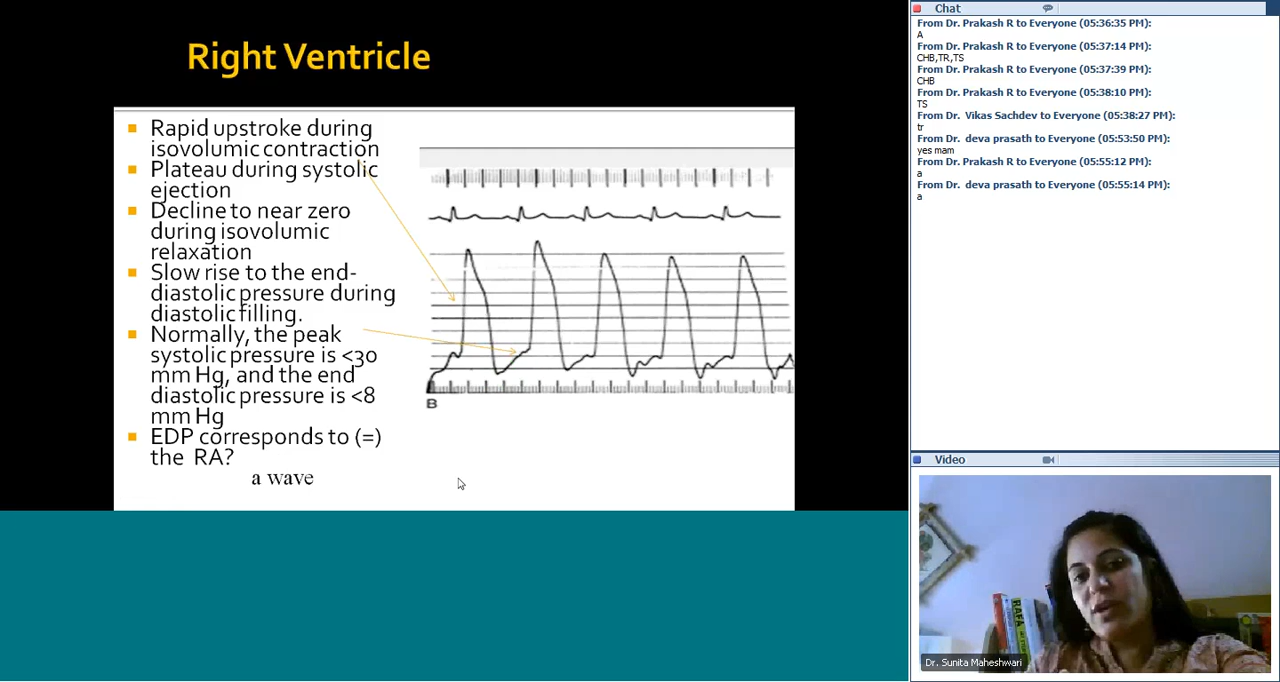 Right Ventricle
Rapid upstroke during
isovolumic contraction
Plateau during systolic
ejection
Decline to near zero
during isovolumic
relaxation
Slow rise to the end-
diastolic pressure during
diastolic filling.
Normally, the peak
systolic pressure is <30
mm Hg, and the end
diastolic pressure is <8
mm Hg
EDP corresponds to (=)
the RA?
a wave
B
Chat
From Dr. Prakash R to Everyone (05:36:35 PM):
A
From Dr. Prakash R to Everyone (05:37:14 PM):
CHB,TR,TS
From Dr. Prakash R to Everyone (05:37:39 PM):
CHB
From Dr. Prakash R to Everyone (05:38:10 PM):
TS
From Dr. Vikas Sachdev to Everyone (05:38:27 PM):
tr
From Dr. deva prasath to Everyone (05:53:50 PM):
yes mam
From Dr. Prakash R to Everyone (05:55:12 PM):
a
From Dr. deva prasath to Everyone (05:55:14 PM):
a
Video
RAFA
Dr. Sunita Maheshwari